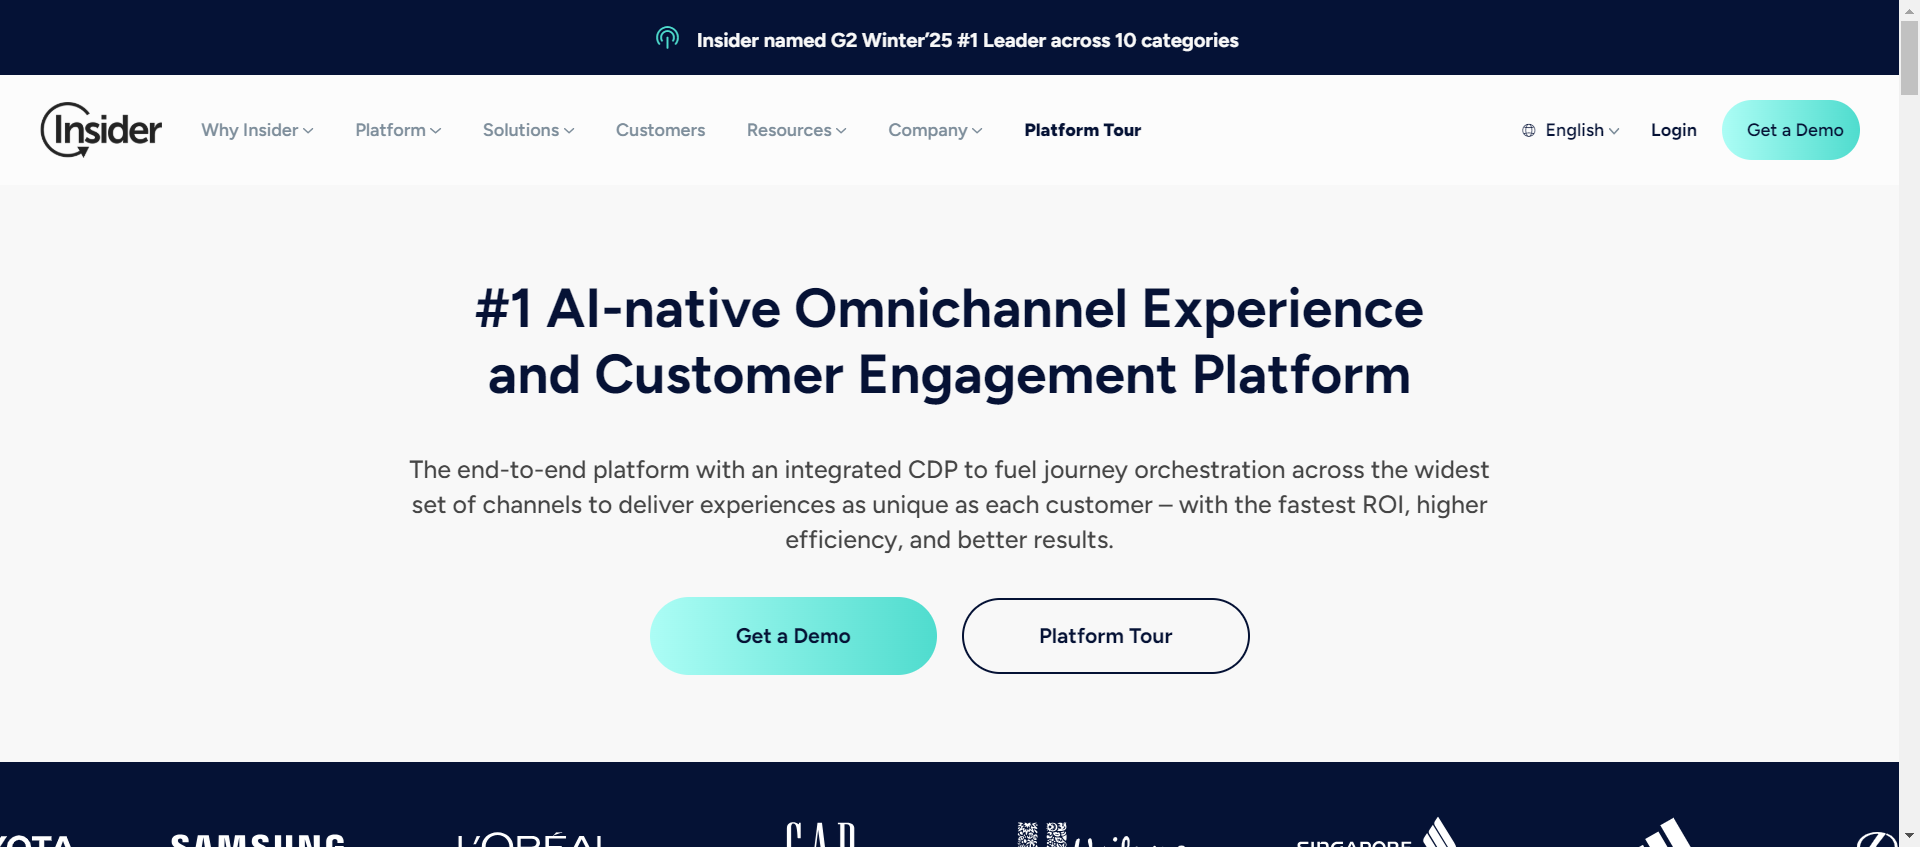 Insider named G2 Winter’25 #1 Leader across 10 categories
Insider
Why Insider
Platform
Solutions
Customers
Resources
Company
Platform Tour
English
Login
Get a Demo
#1 AI-native Omnichannel Experience
and Customer Engagement Platform
The end-to-end platform with an integrated CDP to fuel journey orchestration across the widest
set of channels to deliver experiences as unique as each customer – with the fastest ROI, higher
efficiency, and better results.
Get a Demo
Platform Tour
SAMSUNG
L'ORÉAL
GAP
SINGAPORE